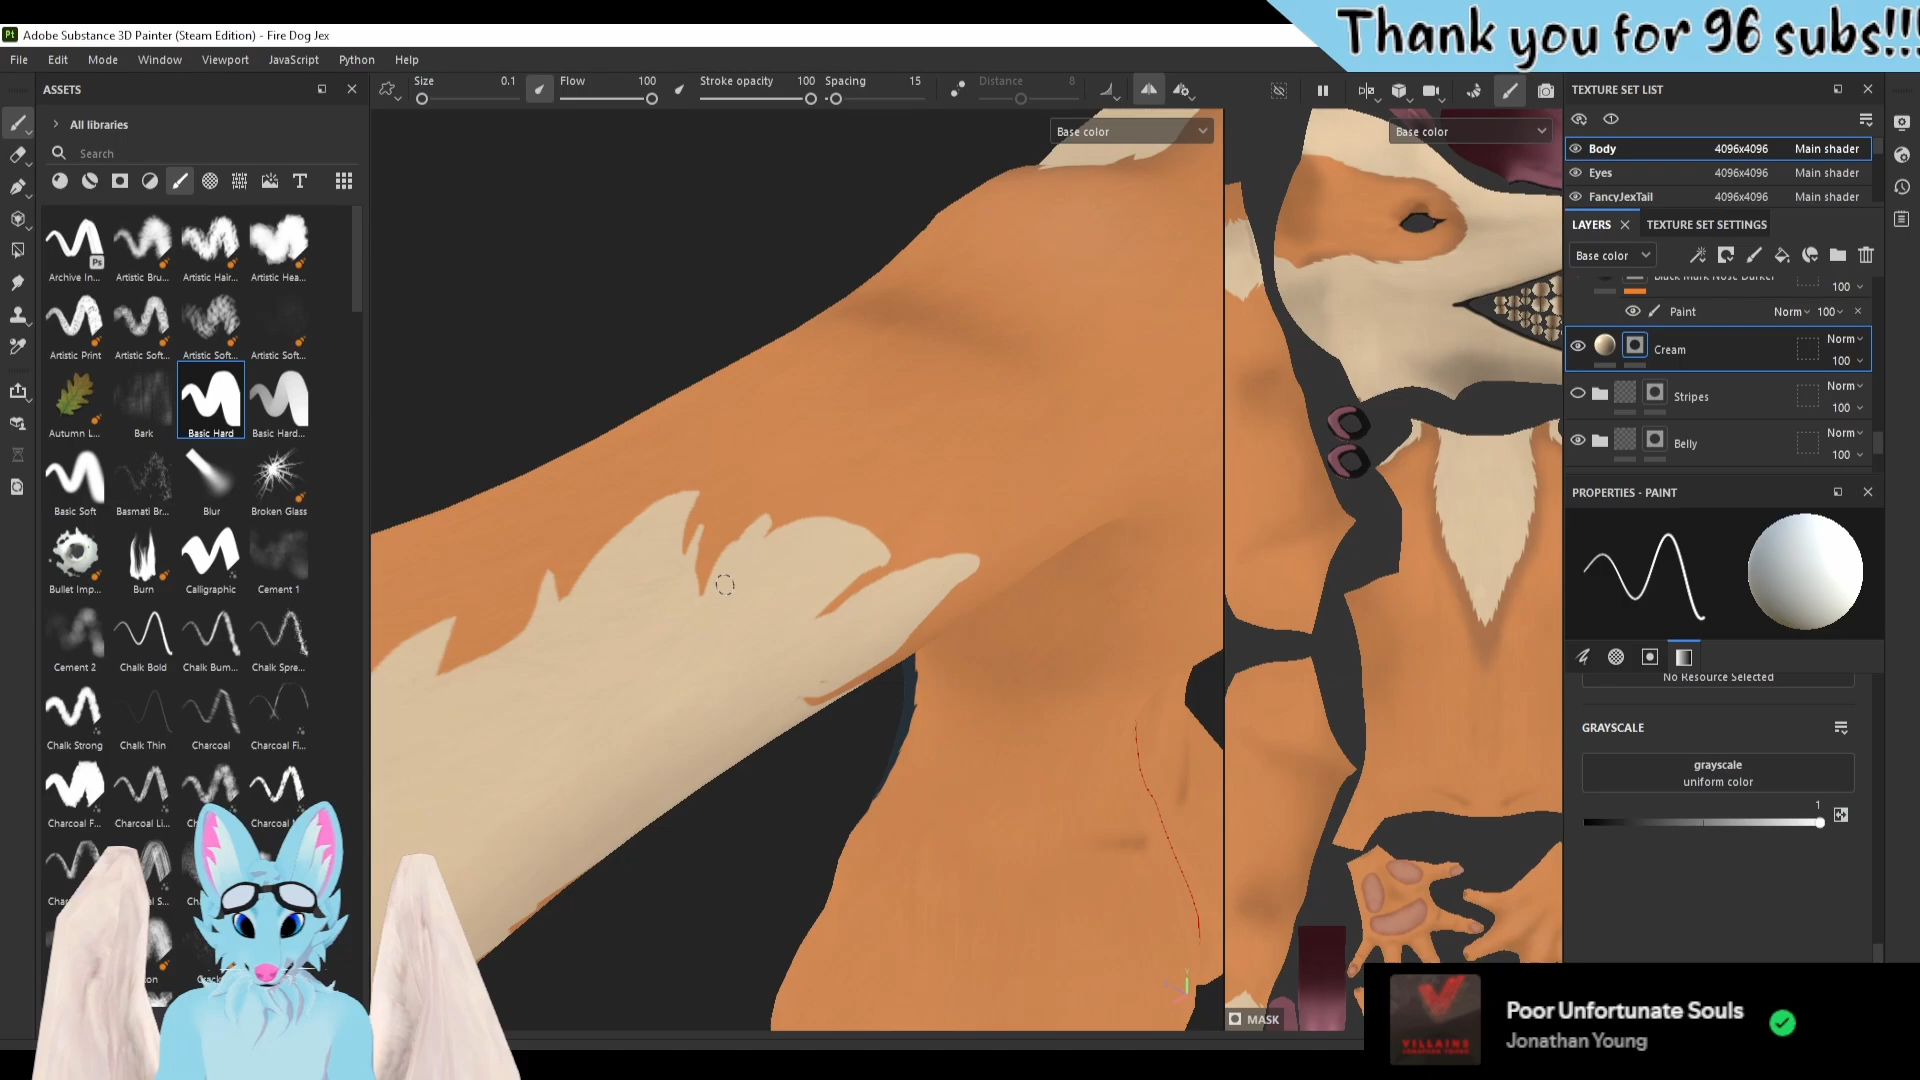 Thank you for 96 subs!!!
Adobe Substance 3D Painter (Steam Edition) - Fire Dog Jex
File Edit Mode Window Viewport JavaScript Python Help
ASSETS
Size 0.1 Flow 100 Stroke opacity 100 Spacing 15 Distance 8
All libraries
Search
Archive In... Artistic Bru... Artistic Hair... Artistic Hea...
Ps
Artistic Print Artistic Soft... Artistic Soft... Artistic Soft...
Autumn L... Bark Basic Hard Basic Hard...
Basic Soft Basmati Br... Blur Broken Glass
Bullet Imp... Burn Calligraphic Cement 1
Cement 2 Chalk Bold Chalk Bum... Chalk Spre...
Chalk Strong Chalk Thin Charcoal Charcoal Fi...
Charcoal F... Charcoal Li... Charcoal
Base color
Base color
MASK
TEXTURE SET LIST
Body 4096x4096 Main shader
Eyes 4096x4096 Main shader
FancyJexTail 4096x4096 Main shader
LAYERS TEXTURE SET SETTINGS
Base color
100
Paint Norm 100
Cream Norm
100
Stripes Norm
100
Belly Norm
100
PROPERTIES - PAINT
No Resource Selected
GRAYSCALE
grayscale
uniform color
1
VILLAINS
JONATHAN YOUNG
Poor Unfortunate Souls
Jonathan Young